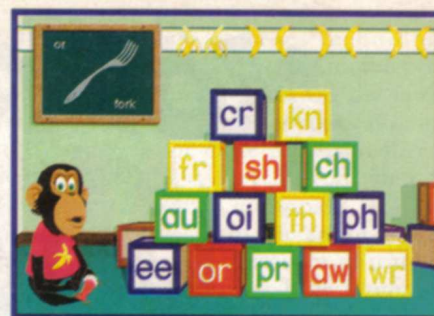 or
fork
cr kn
fr sh ch
au oi th ph
ee or pr aw wr